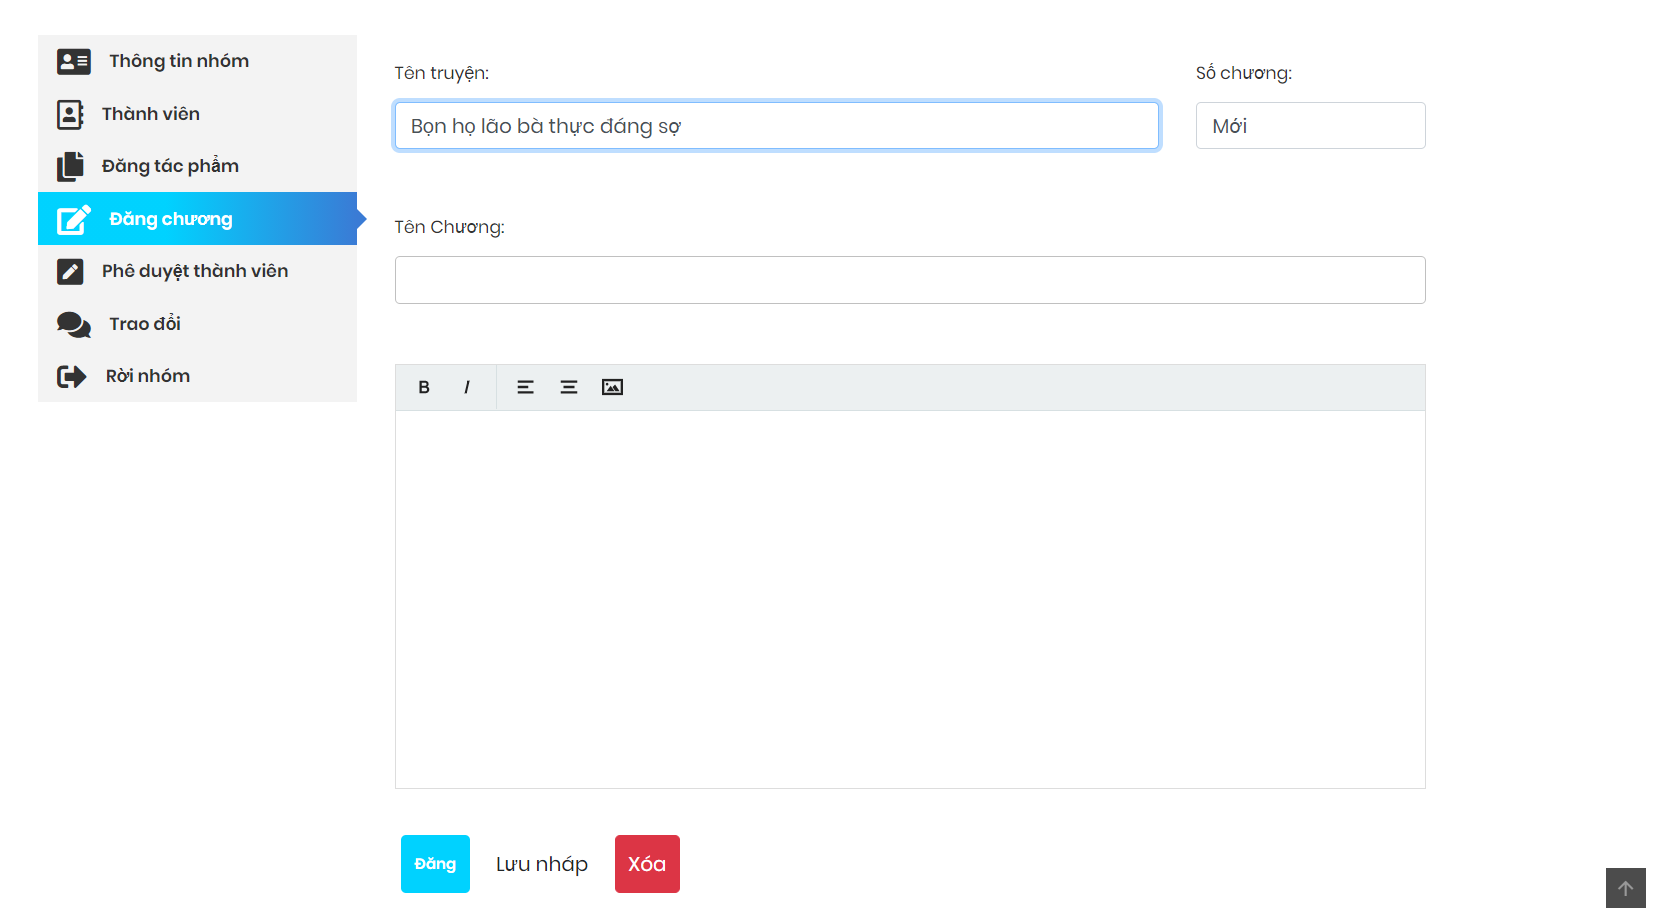 Thông tin nhóm
Thành viên
Đăng tác phẩm
Đăng chương
Phê duyệt thành viên
Trao đổi
Rời nhóm
Tên truyện:
Số chương:
Bọn họ lão bà thực đáng sợ
Mới
Tên Chương:
B I
Đăng
Lưu nháp
Xóa